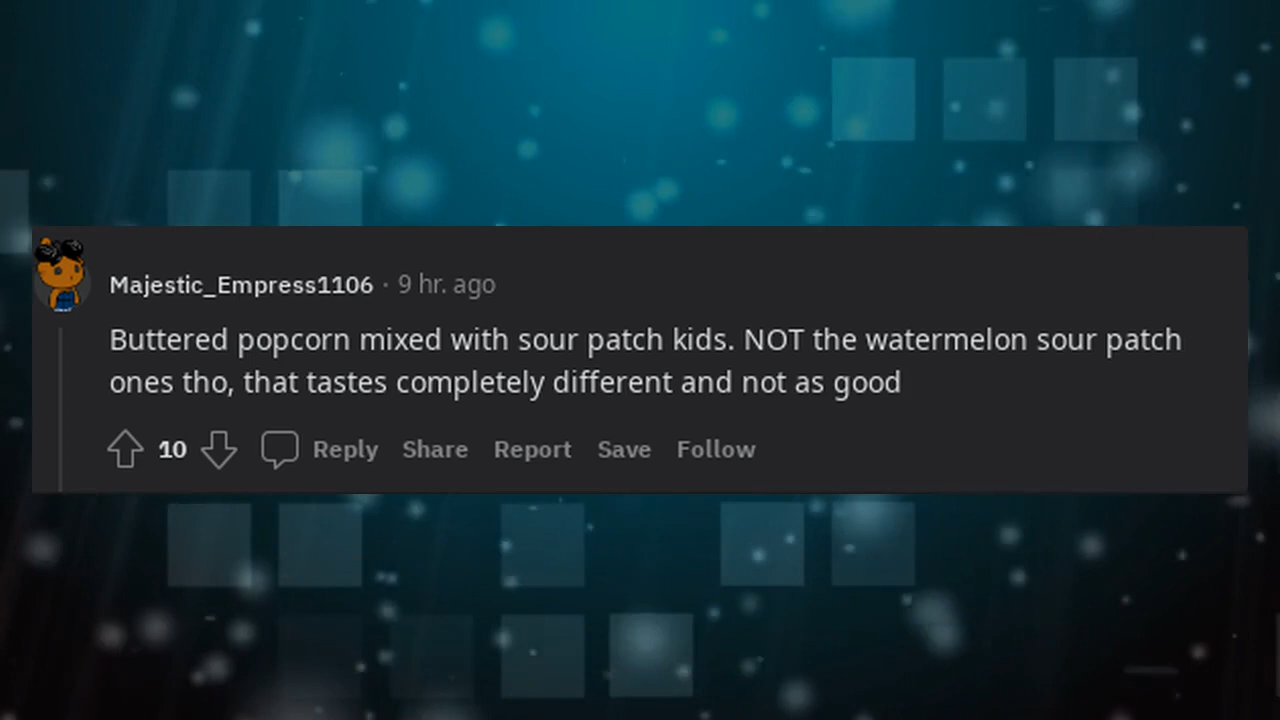 Majestic_Empress1106 · 9 hr. ago
Buttered popcorn mixed with sour patch kids. NOT the watermelon sour patch
ones tho, that tastes completely different and not as good
10 Reply Share Report Save Follow